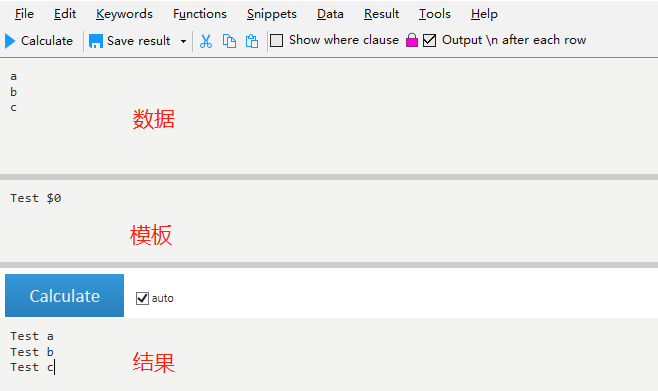 File Edit Keywords Functions Snippets Data Result Tools Help
Calculate Save result Show where clause Output \n after each row
a
b
c
数据
Test $0
模板
Calculate auto
Test a
Test b
Test c
结果